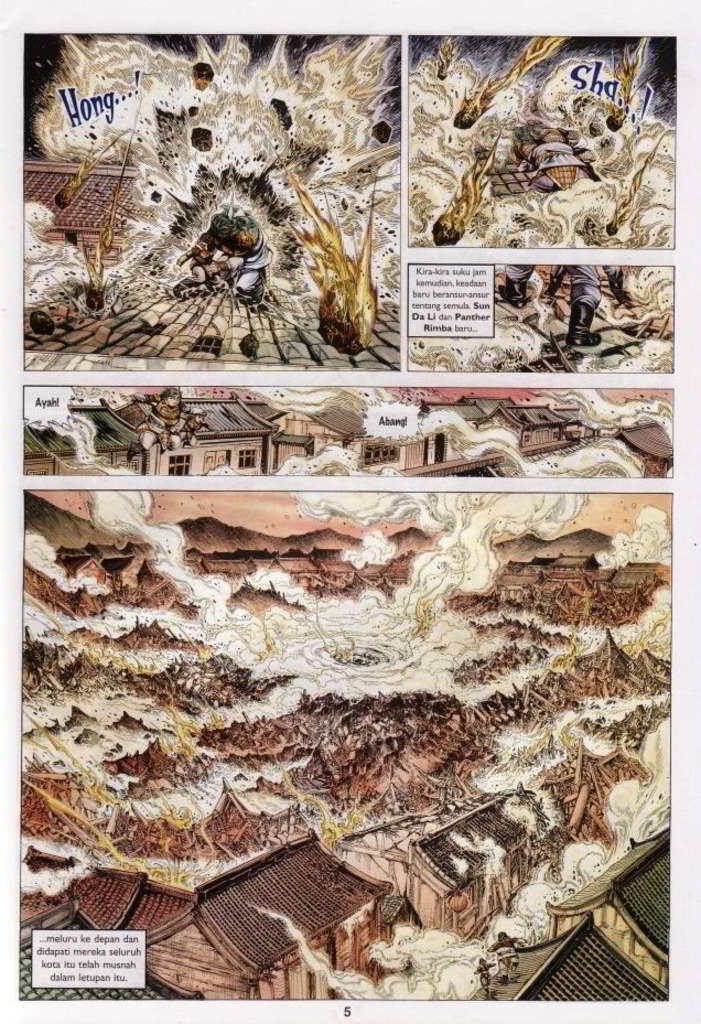 Hong...!
Sha...!
Kira-kira suku jam
kemudian, keadaan
baru beransur-ansur
tentang semula. Sun
Da Li dan Panther
Rimba baru...
Ayah!
Abang!
...meluru ke depan dan
didapati mereka seluruh
kota itu telah musnah
dalam letupan itu.
5